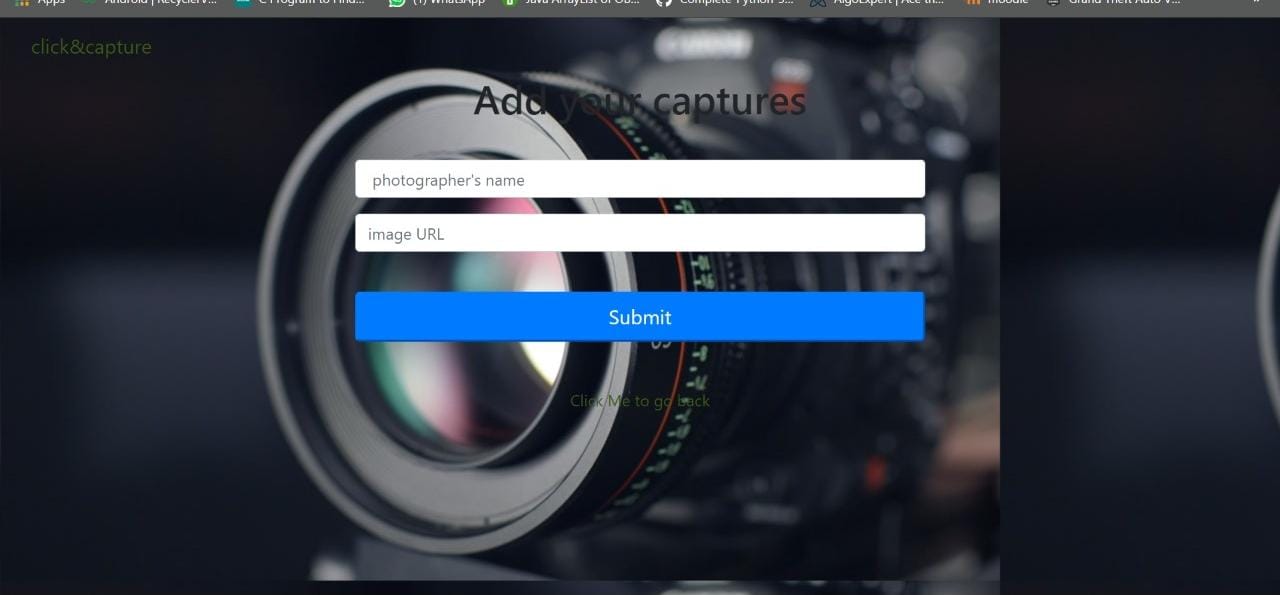 Apps Android | RecyclerV... C Program to Find... (1) WhatsApp Java ArrayList of Ob... Complete-Python-3... AlgoExpert | Ace th... moodle Grand Theft Auto V... »
click&capture
Canon
Add your captures
photographer's name
image URL
Submit
Click Me to go back